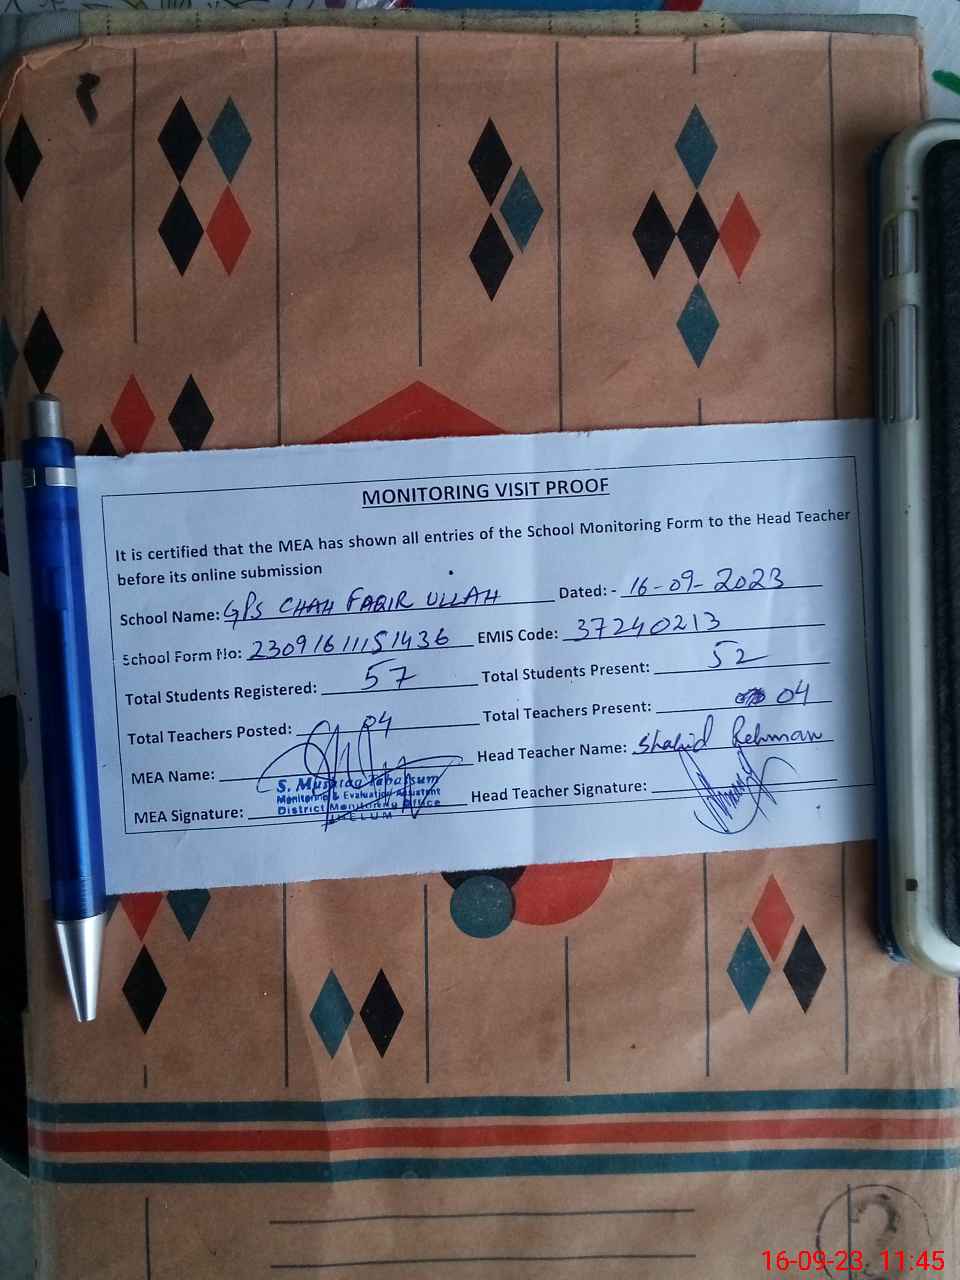 MONITORING VISIT PROOF
It is certified that the MEA has shown all entries of the School Monitoring Form to the Head Teacher
before its online submission
School Name: GPS CHAH FAQIR ULLAH Dated: - 16-09-2023
School Form No: 23091611151436 EMIS Code: 37240213
Total Students Registered: 57 Total Students Present: 52
Total Teachers Posted: 04 Total Teachers Present: 04
MEA Name: Head Teacher Name: Shahid Rehman
S. Mushtaq Tabassum
Monitoring & Evaluation Assistant
District Monitoring Office
JHELUM
MEA Signature: Head Teacher Signature:
16-09-23 11:45